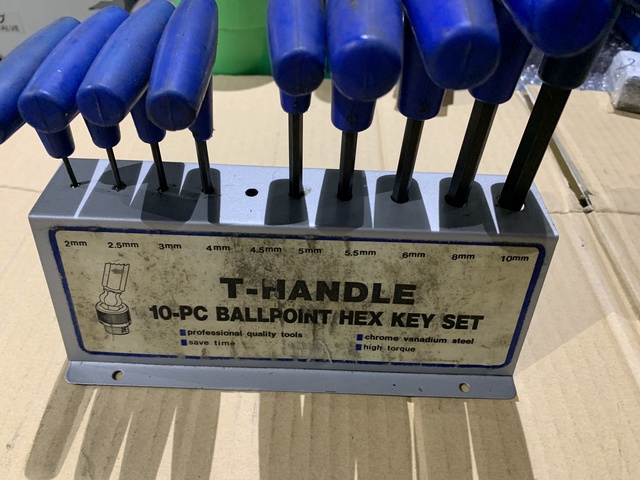 2mm 2.5mm 3mm 4mm 4.5mm 5mm 5.5mm 6mm 8mm 10mm
T-HANDLE
10-PC BALLPOINT HEX KEY SET
professional quality tools
save time
chrome vanadium steel
high torque